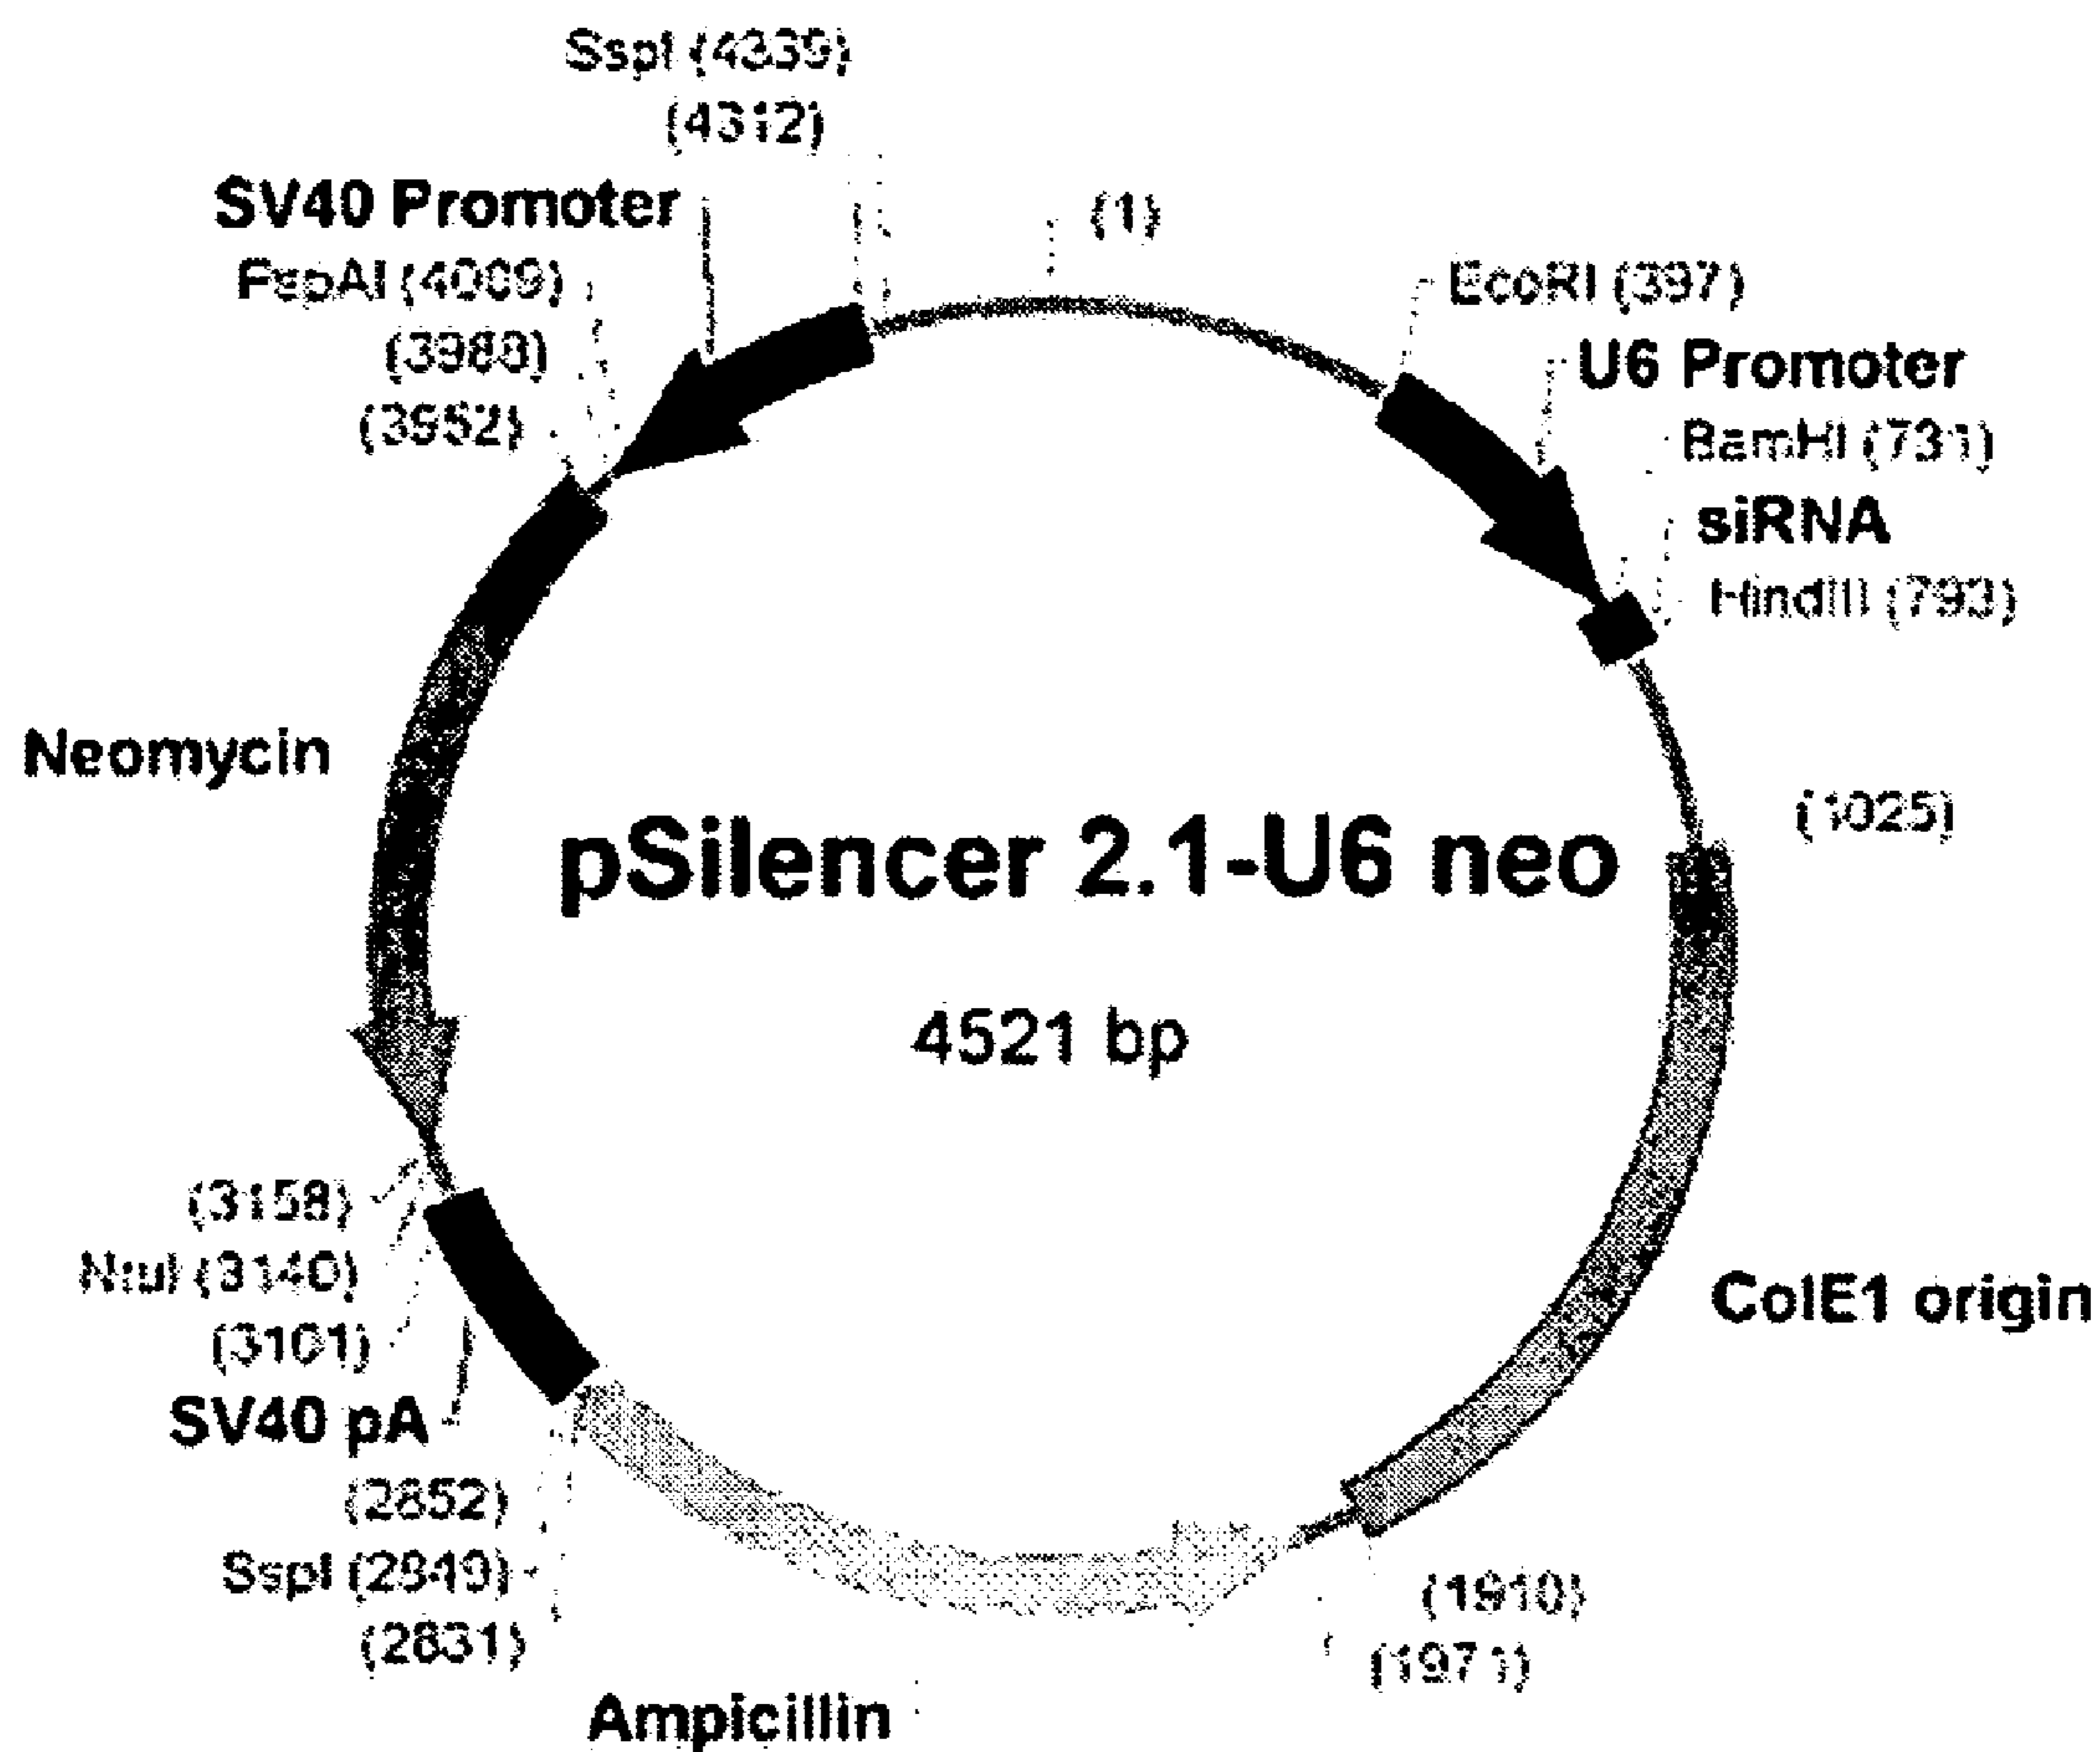 SspI (4339)
(4312)
SV40 Promoter
(1)
FspAI (4009)
(3988)
(3952)
EcoRI (397)
U6 Promoter
BamHI (731)
siRNA
HindIII (793)
Neomycin
(1025)
pSilencer 2.1-U6 neo
4521 bp
(3158)
(3140)
(3101)
ColE1 origin
SV40 pA
(2852)
SspI (2849)
(2831)
(1910)
(1971)
Ampicillin